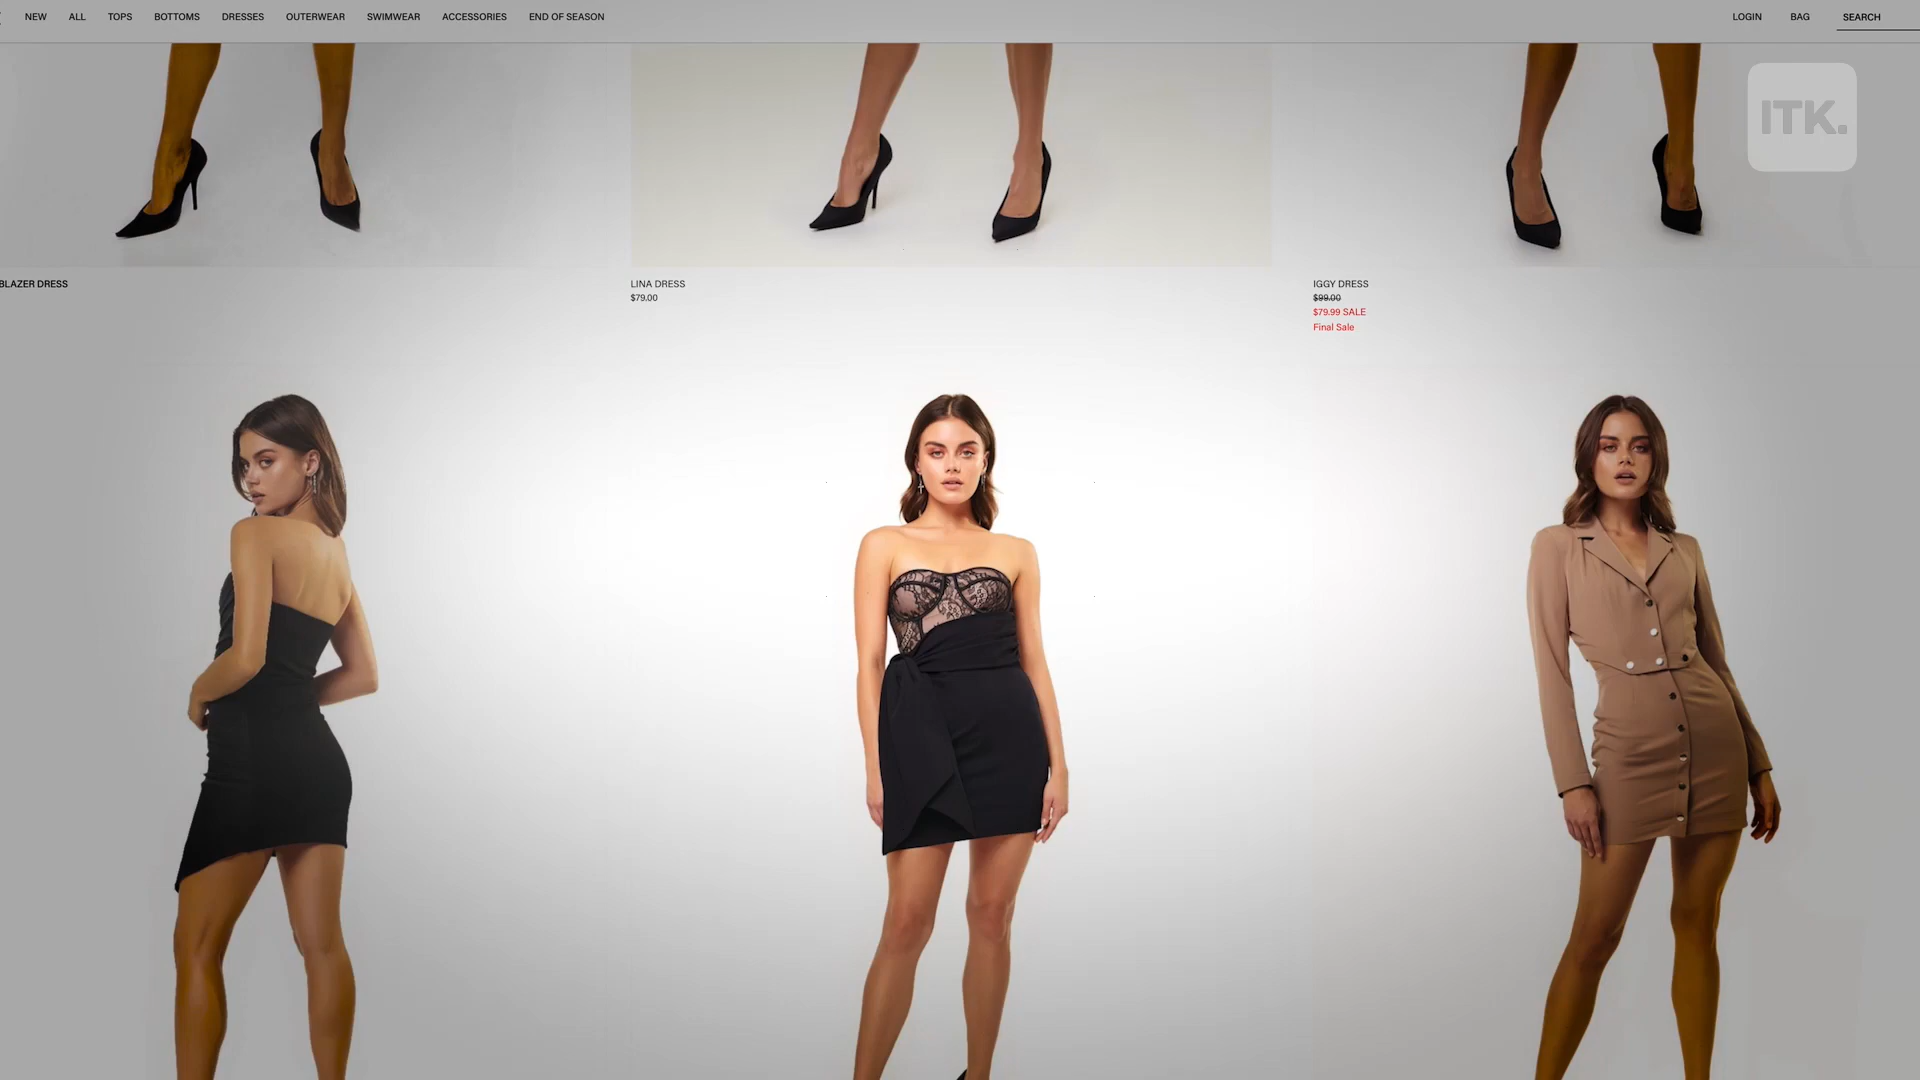 NEW ALL TOPS BOTTOMS DRESSES OUTERWEAR SWIMWEAR ACCESSORIES END OF SEASON LOGIN BAG SEARCH
ITK.
BLAZER DRESS
LINA DRESS
$79.00
IGGY DRESS
$99.00
$79.99 SALE
Final Sale